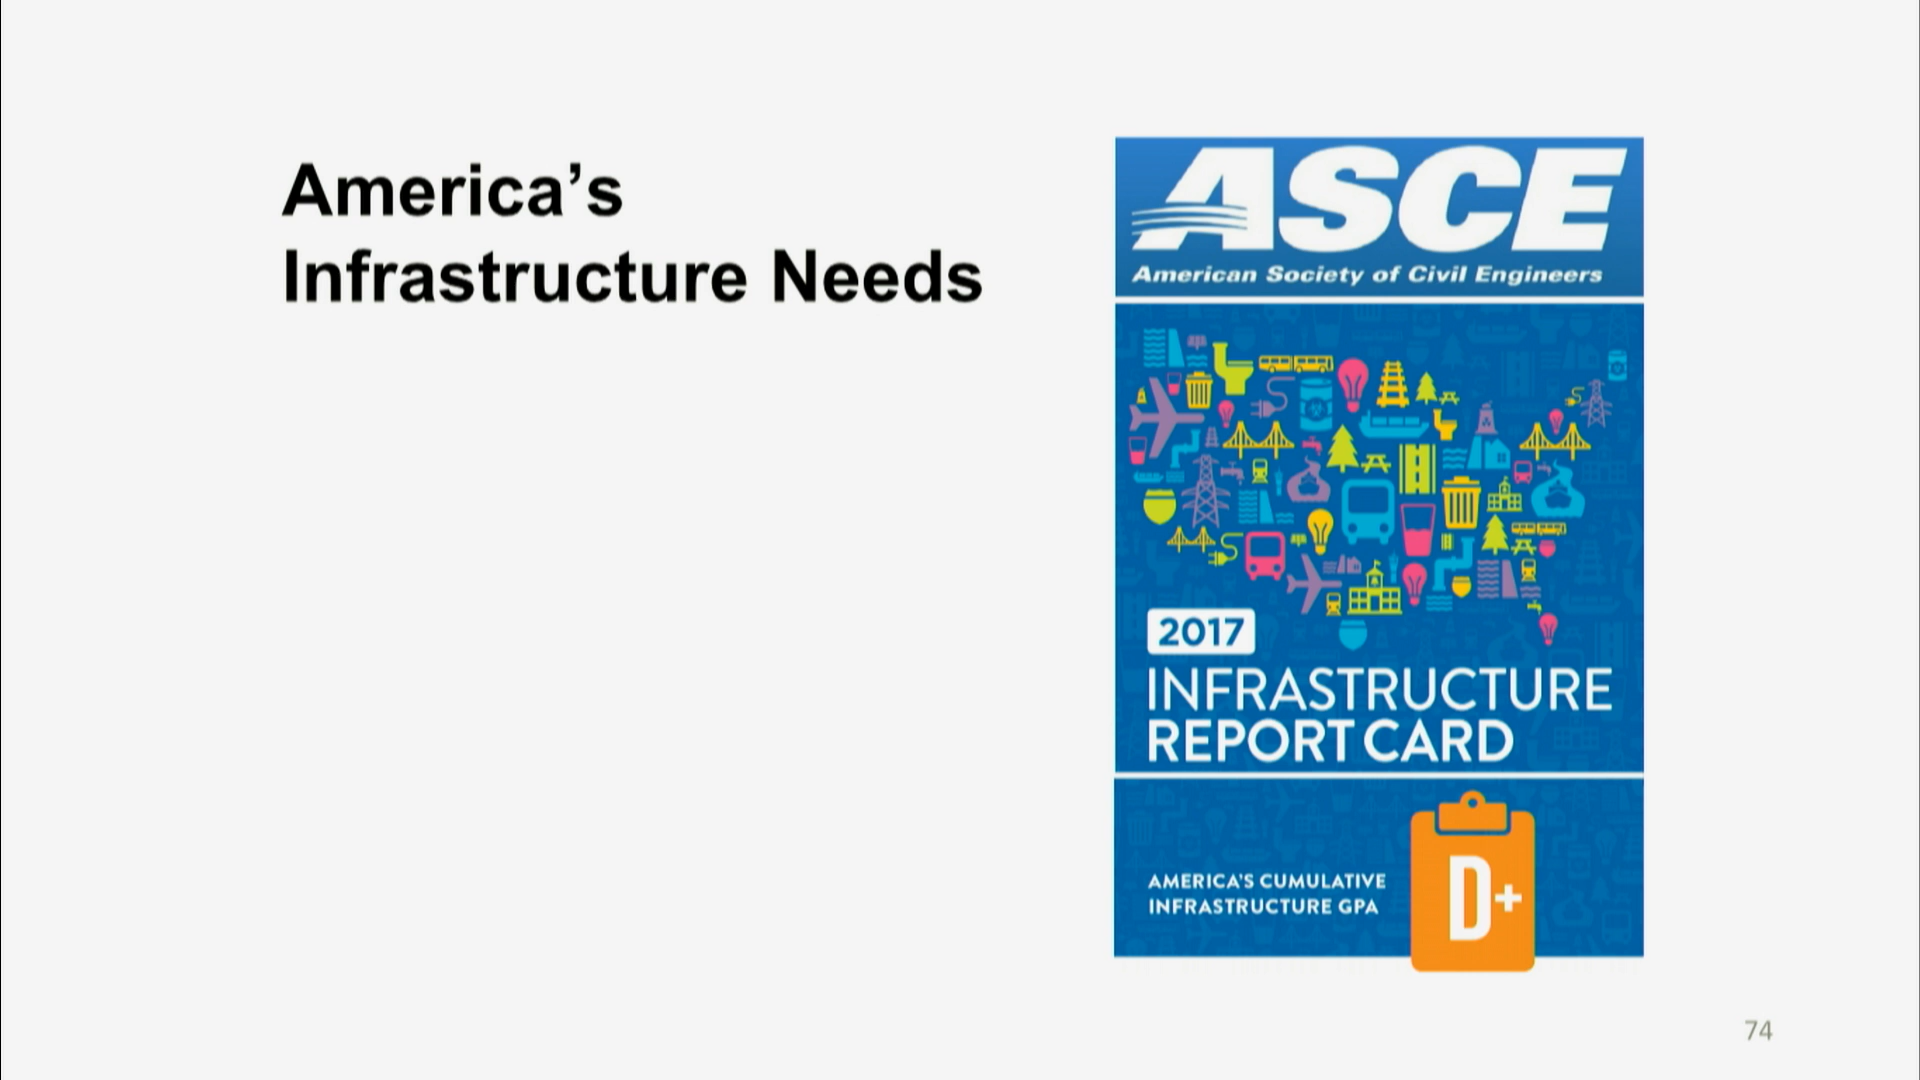 America’s
Infrastructure Needs
ASCE
American Society of Civil Engineers
2017
INFRASTRUCTURE
REPORT CARD
AMERICA'S CUMULATIVE
INFRASTRUCTURE GPA
D+
74